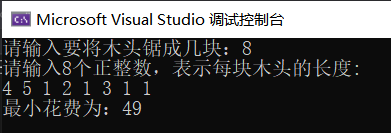 Microsoft Visual Studio 调试控制台
请输入要将木头锯成几块：8
请输入8个正整数，表示每块木头的长度：
4 5 1 2 1 3 1 1
最小花费为：49